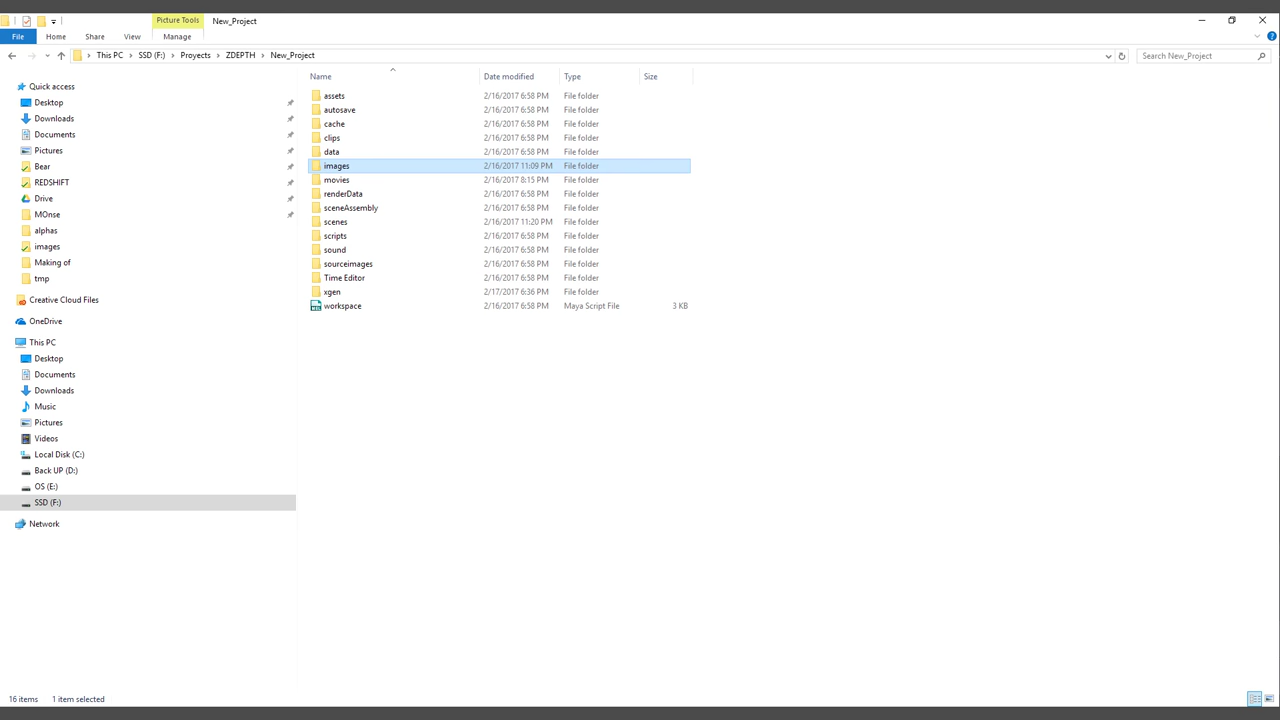 Picture Tools New_Project
File Home Share View Manage
This PC SSD (F:) Proyects ZDEPTH New_Project Search New_Project
Quick access
Desktop
Downloads
Documents
Pictures
Bear
REDSHIFT
Drive
MOnse
alphas
images
Making of
tmp
Creative Cloud Files
OneDrive
This PC
Desktop
Documents
Downloads
Music
Pictures
Videos
Local Disk (C:)
Back UP (D:)
OS (E:)
SSD (F:)
Network
Name Date modified Type Size
assets 2/16/2017 6:58 PM File folder
autosave 2/16/2017 6:58 PM File folder
cache 2/16/2017 6:58 PM File folder
clips 2/16/2017 6:58 PM File folder
data 2/16/2017 6:58 PM File folder
images 2/16/2017 11:09 PM File folder
movies 2/16/2017 8:15 PM File folder
renderData 2/16/2017 6:58 PM File folder
sceneAssembly 2/16/2017 6:58 PM File folder
scenes 2/16/2017 11:20 PM File folder
scripts 2/16/2017 6:58 PM File folder
sound 2/16/2017 6:58 PM File folder
sourceimages 2/16/2017 6:58 PM File folder
Time Editor 2/16/2017 6:58 PM File folder
xgen 2/17/2017 6:36 PM File folder
workspace 2/16/2017 6:58 PM Maya Script File 3 KB
16 items 1 item selected